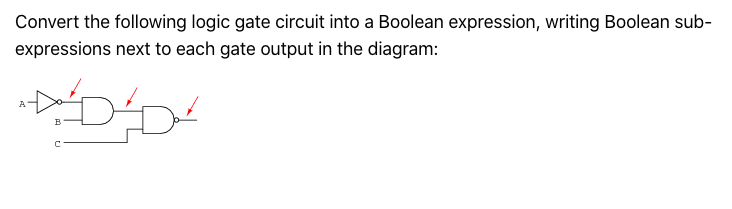 Convert the following logic gate circuit into a Boolean expression, writing Boolean sub-
expressions next to each gate output in the diagram:
A
B
C